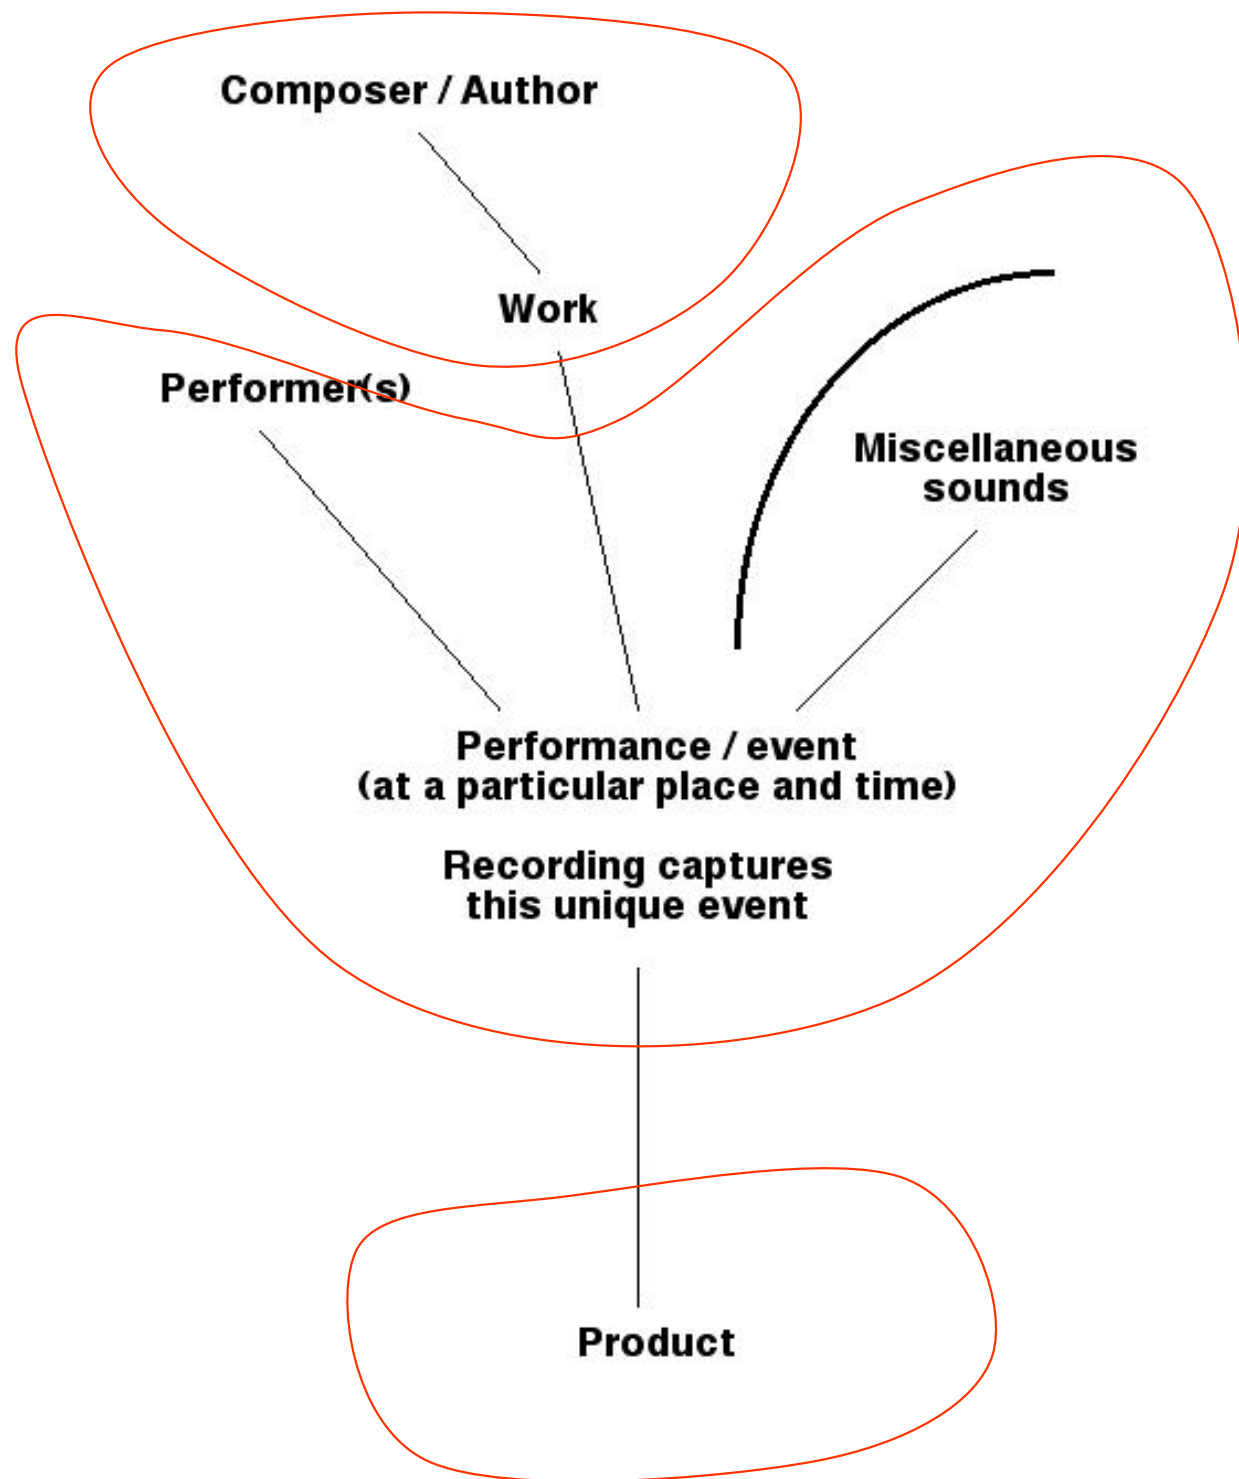 Composer / Author
Work
Performer(s)
Miscellaneous
sounds
Performance / event
(at a particular place and time)
Recording captures
this unique event
Product